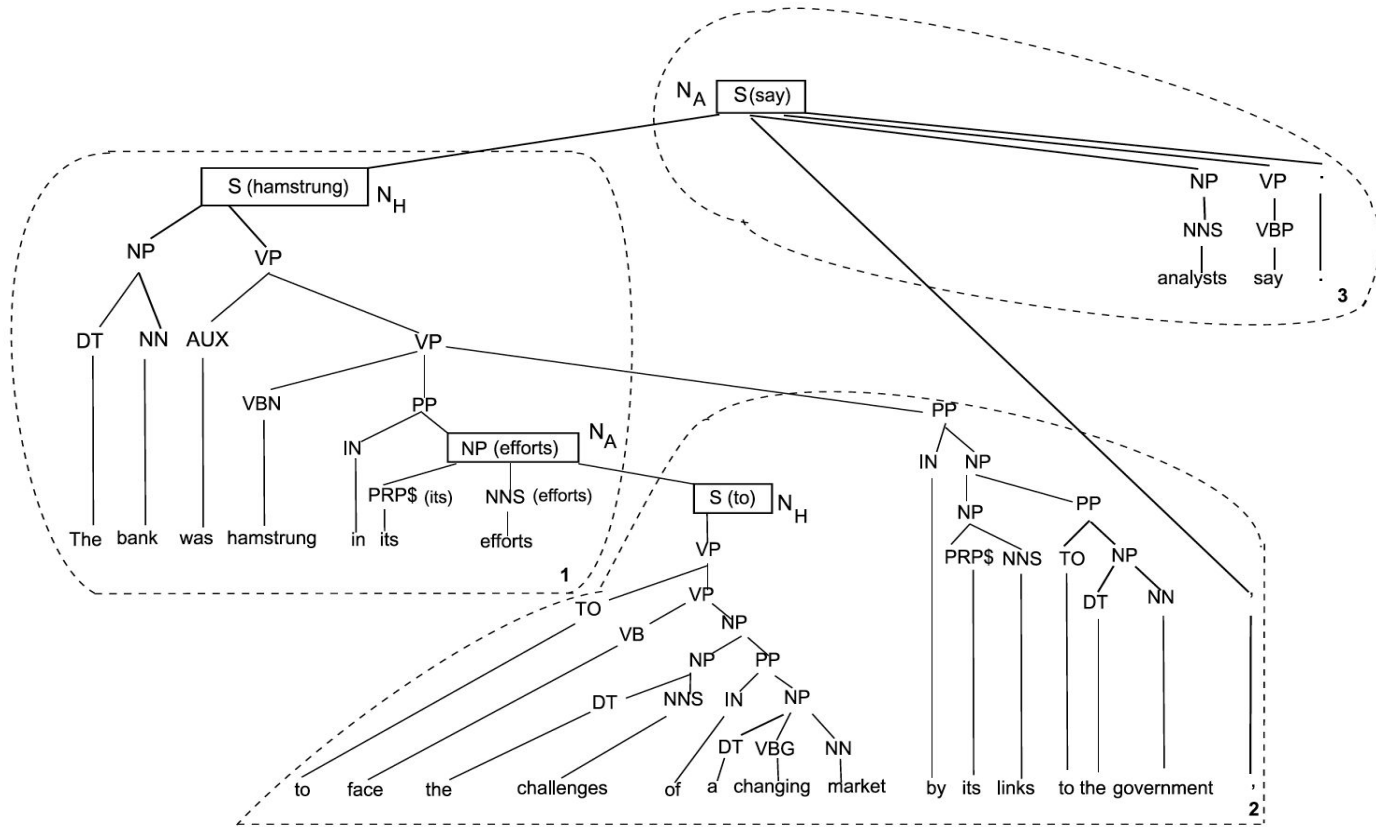 N_A S (say)
S (hamstrung) N_H
NP VP .
NNS VBP
NP VP
analysts say .
3
DT NN AUX VP
VBN PP PP
IN NP (efforts) N_A
IN NP
PRP$ (its) NNS (efforts)
S (to) N_H
NP PP
The bank was hamstrung in its efforts
VP
PRP$ NNS TO NP
1
TO VP
DT NN ,
VB NP
NP PP
DT NNS IN NP
DT VBG NN
to face the challenges of a changing market by its links to the government ,
2